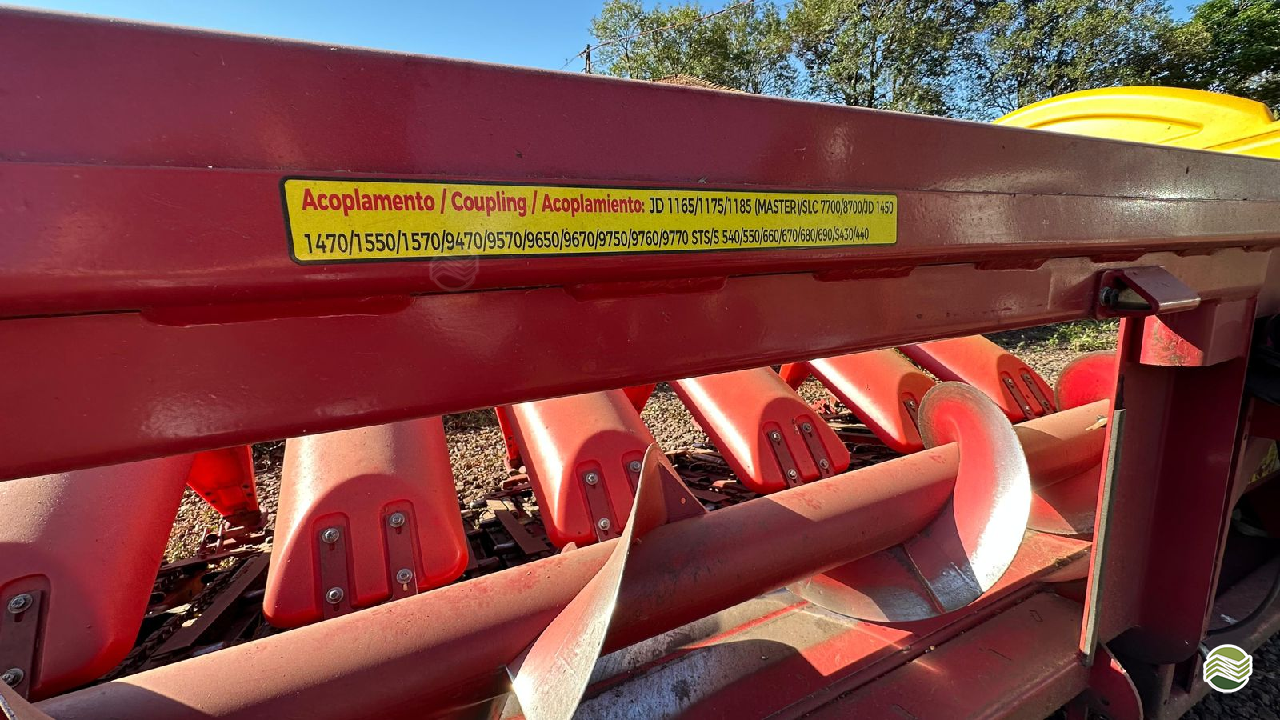 Acoplamento / Coupling / Acoplamiento: JD 1165/1175/1185 (MASTER)/SLC 7700/8700/JD 1450
1470/1550/1570/9470/9570/9650/9670/9750/9760/9770 STS/S 540/550/660/670/680/690/S430/440